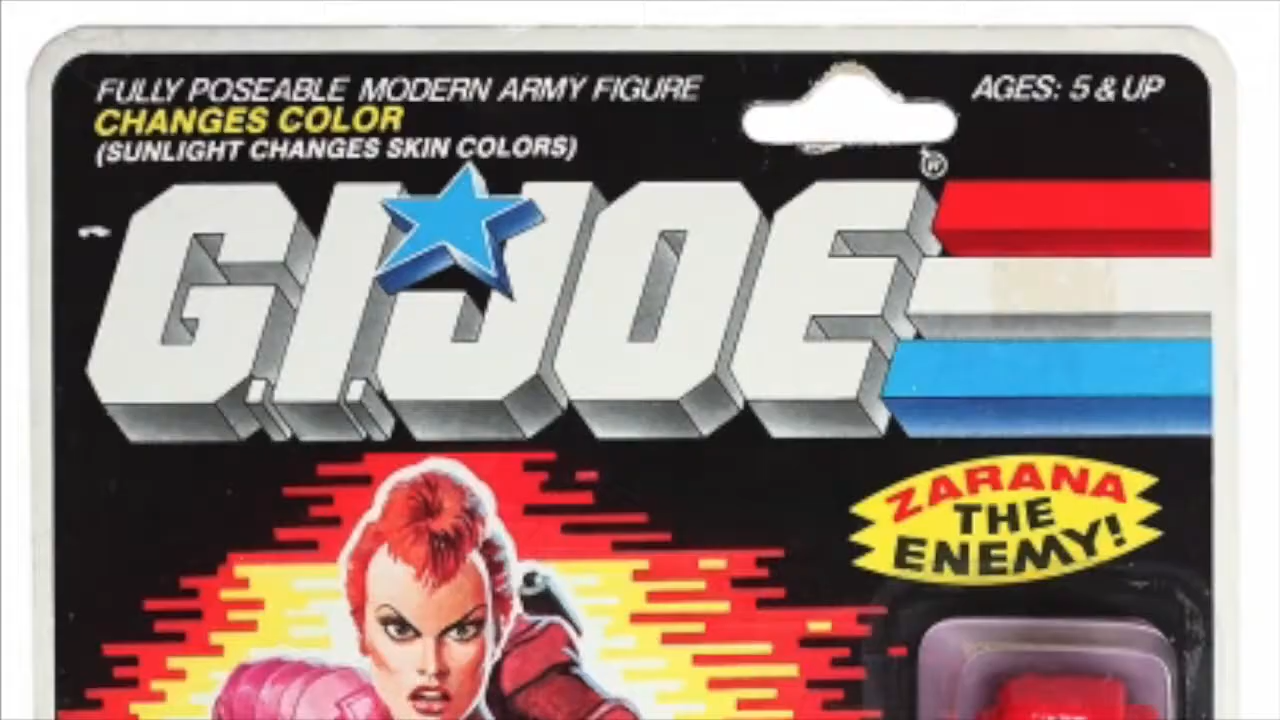 FULLY POSEABLE MODERN ARMY FIGURE
AGES: 5 & UP
CHANGES COLOR
(SUNLIGHT CHANGES SKIN COLORS)
G.I. JOE®
ZARANA
THE
ENEMY!